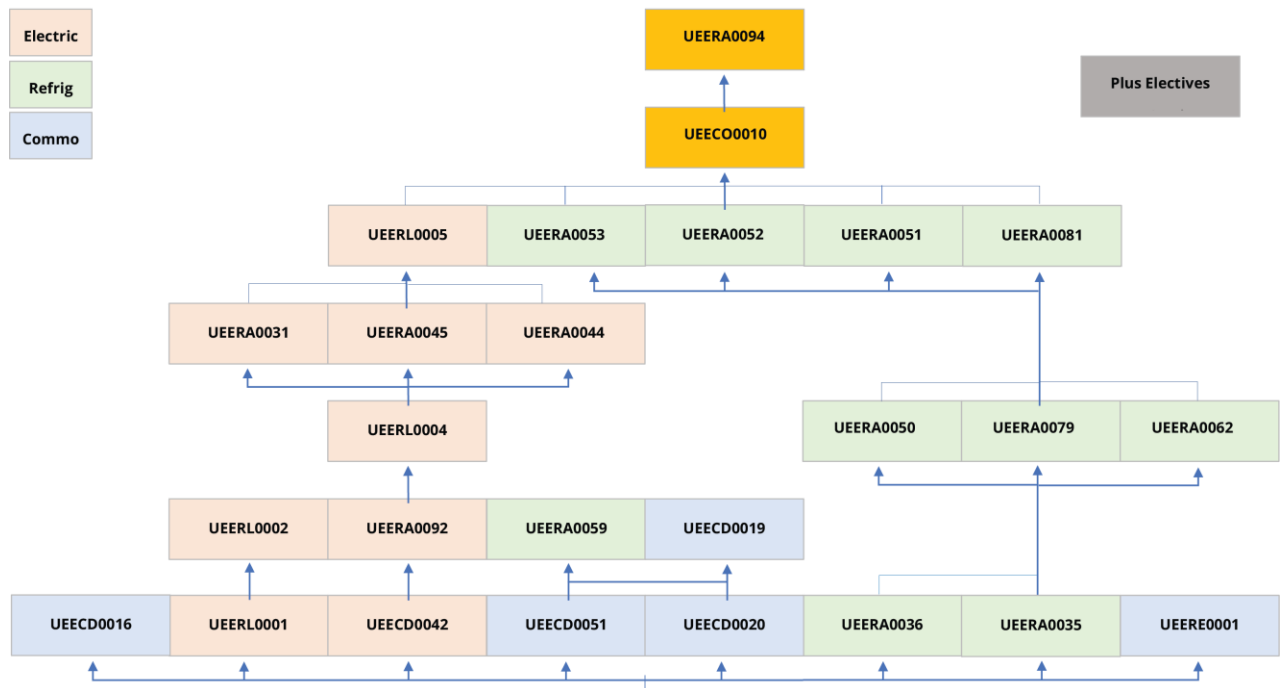 Electric
Refrig
Commo
UEERA0094
Plus Electives
UEECO0010
UEERL0005
UEERA0053
UEERA0052
UEERA0051
UEERA0081
UEERA0031
UEERA0045
UEERA0044
UEERL0004
UEERA0050
UEERA0079
UEERA0062
UEERL0002
UEERA0092
UEERA0059
UEECD0019
UEECD0016
UEERL0001
UEECD0042
UEECD0051
UEECD0020
UEERA0036
UEERA0035
UEERE0001